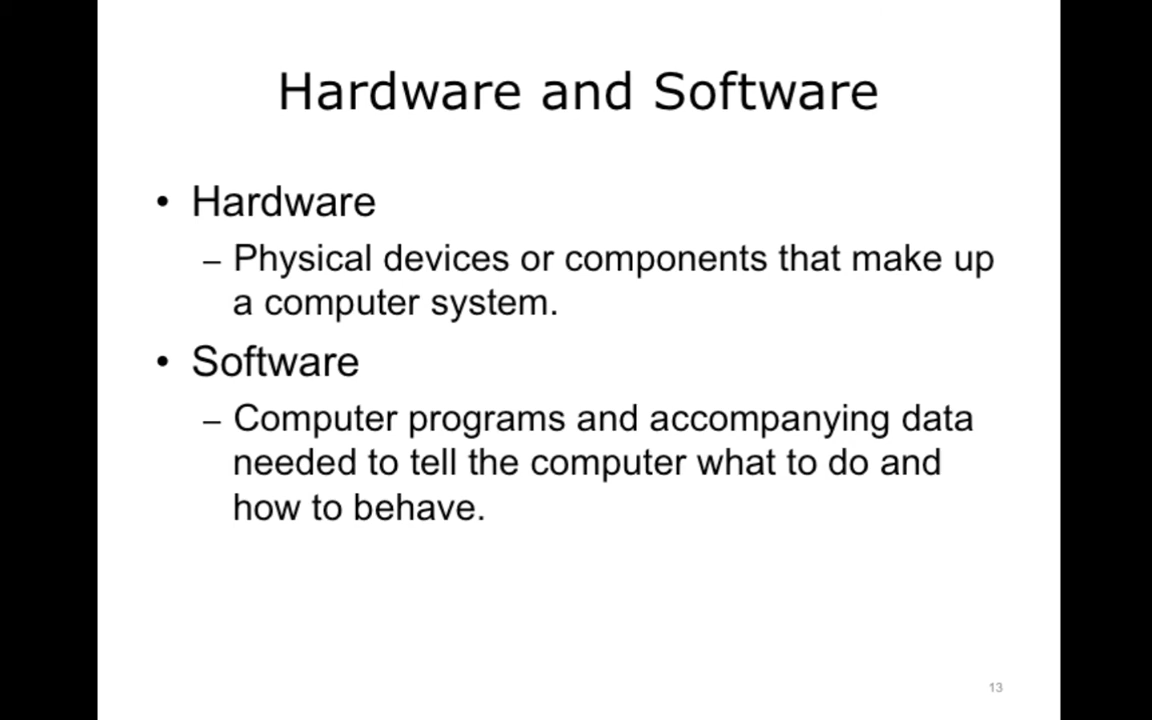 Hardware and Software
• Hardware
– Physical devices or components that make up
a computer system.
• Software
– Computer programs and accompanying data
needed to tell the computer what to do and
how to behave.
13